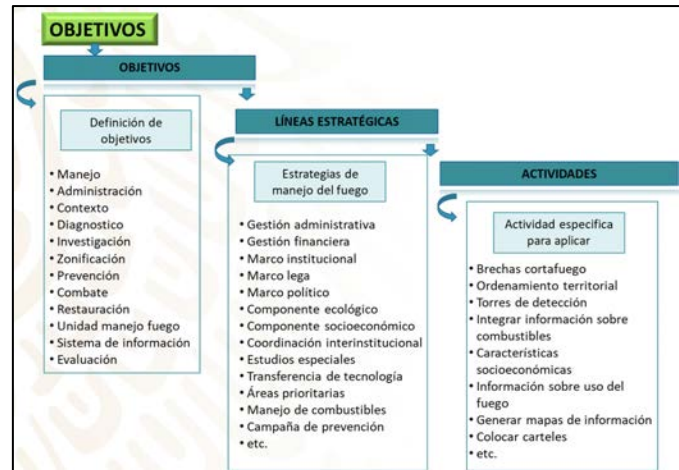 OBJETIVOS
OBJETIVOS
Definición de
objetivos
• Manejo
• Administración
• Contexto
• Diagnostico
• Investigación
• Zonificación
• Prevención
• Combate
• Restauración
• Unidad manejo fuego
• Sistema de información
• Evaluación
LÍNEAS ESTRATÉGICAS
Estrategias de
manejo del fuego
• Gestión administrativa
• Gestión financiera
• Marco institucional
• Marco lega
• Marco político
• Componente ecológico
• Componente socioeconómico
• Coordinación interinstitucional
• Estudios especiales
• Transferencia de tecnología
• Áreas prioritarias
• Manejo de combustibles
• Campaña de prevención
• etc.
ACTIVIDADES
Actividad especifica
para aplicar
• Brechas cortafuego
• Ordenamiento territorial
• Torres de detección
• Integrar información sobre
combustibles
• Características
socioeconómicas
• Información sobre uso del
fuego
• Generar mapas de información
• Colocar carteles
• etc.